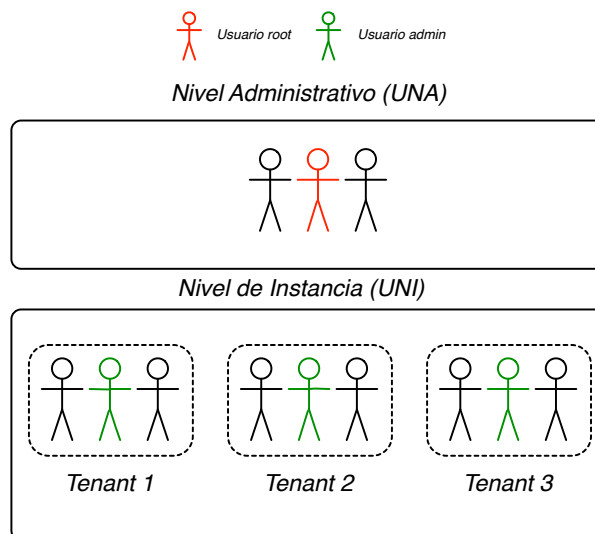 Usuario root
Usuario admin
Nivel Administrativo (UNA)
Nivel de Instancia (UNI)
Tenant 1
Tenant 2
Tenant 3